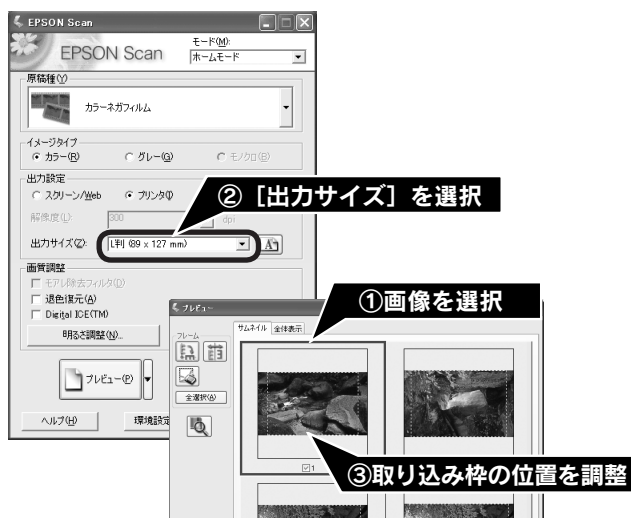 EPSON Scan
EPSON Scan
モード(M):
ホームモード
原稿種(Y)
カラーネガフィルム
イメージタイプ
カラー(R)
グレー(G)
モノクロ(B)
出力設定
スクリーン/Web
プリンタ(I)
②［出力サイズ］を選択
解像度(L):
300
dpi
出力サイズ(Z):
L判 (89 x 127 mm)
画質調整
モアレ除去フィルタ(D)
退色復元(A)
Digital ICE(TM)
明るさ調整(N)...
プレビュー(P)
ヘルプ(H)
環境設定
プレビュー
①画像を選択
フレーム
サムネイル
全体表示
全選択(A)
1
③取り込み枠の位置を調整